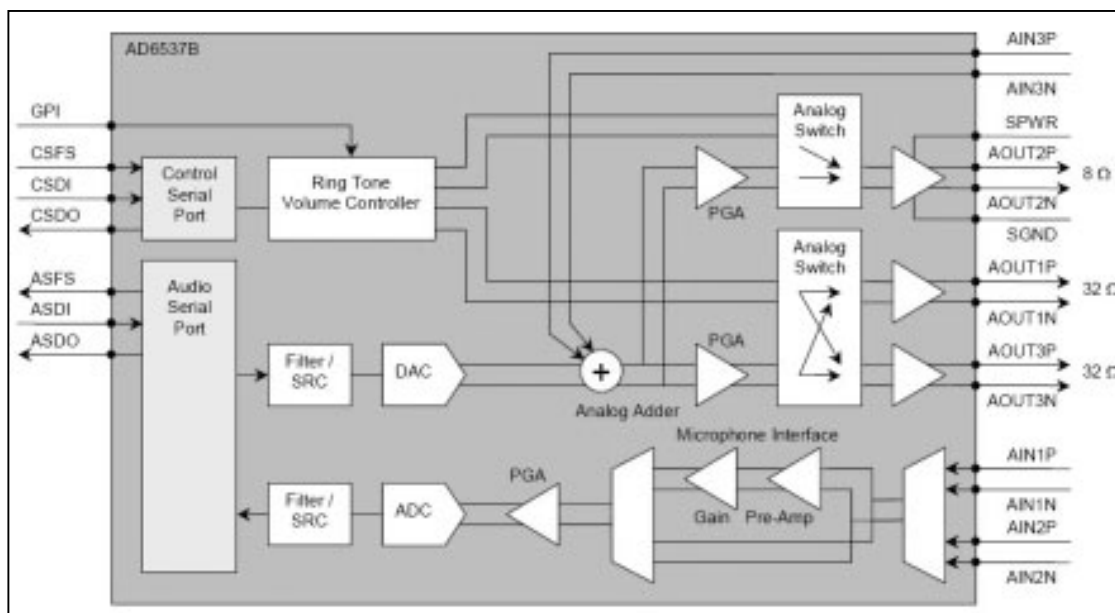 AD6537B
AIN3P
AIN3N
GPI
CSFS
CSDI
CSDO
Control
Serial
Port
Ring Tone
Volume Controller
Analog
Switch
PGA
SPWR
AOUT2P
8 Ω
AOUT2N
SGND
ASFS
ASDI
ASDO
Audio
Serial
Port
Analog
Switch
AOUT1P
32 Ω
AOUT1N
Filter /
SRC
DAC
+
Analog Adder
PGA
AOUT3P
32 Ω
AOUT3N
Microphone Interface
Filter /
SRC
ADC
PGA
Gain
Pre-Amp
AIN1P
AIN1N
AIN2P
AIN2N